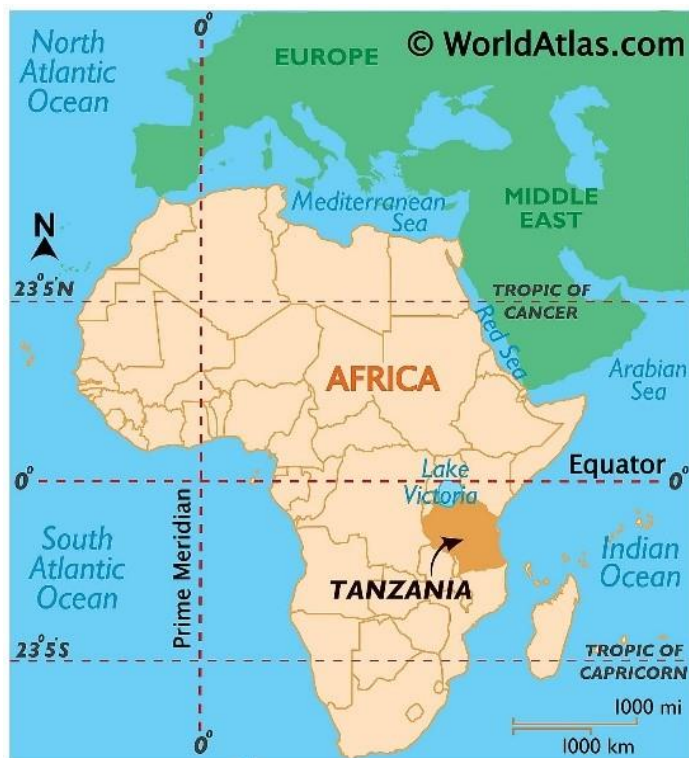 0°
© WorldAtlas.com
North
Atlantic
Ocean
EUROPE
Mediterranean
Sea
MIDDLE
EAST
N
23°5'N
TROPIC OF
CANCER
Red Sea
AFRICA
Arabian
Sea
Lake
Victoria
Equator
0°
0°
South
Atlantic
Ocean
Prime Meridian
Indian
Ocean
TANZANIA
23°5'S
TROPIC OF
CAPRICORN
1000 mi
1000 km
0°